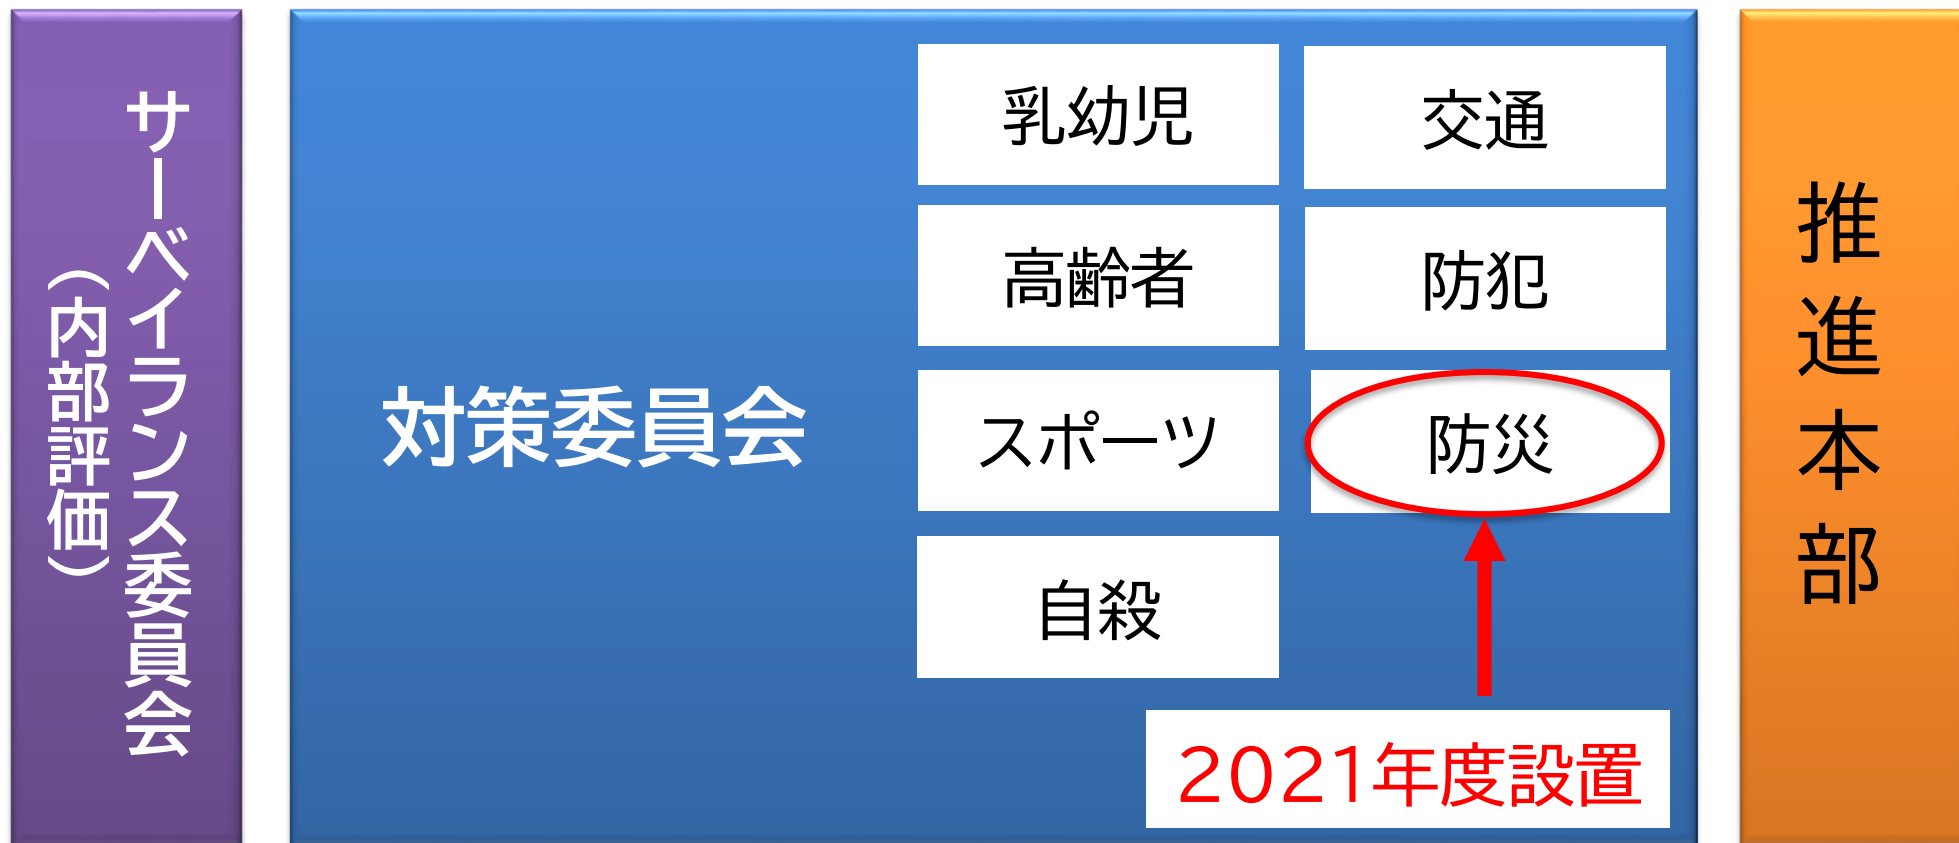 サーベイランス委員会
（内部評価）
対策委員会
乳幼児
交通
高齢者
防犯
スポーツ
防災
自殺
2021年度設置
推進本部